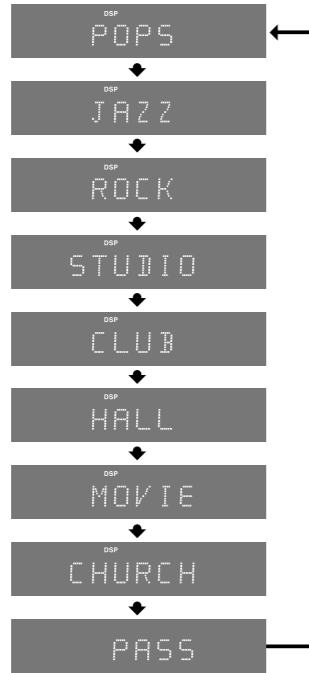 DSP
POPS
DSP
JAZZ
DSP
ROCK
DSP
STUDIO
DSP
CLUB
DSP
HALL
DSP
MOVIE
DSP
CHURCH
PASS